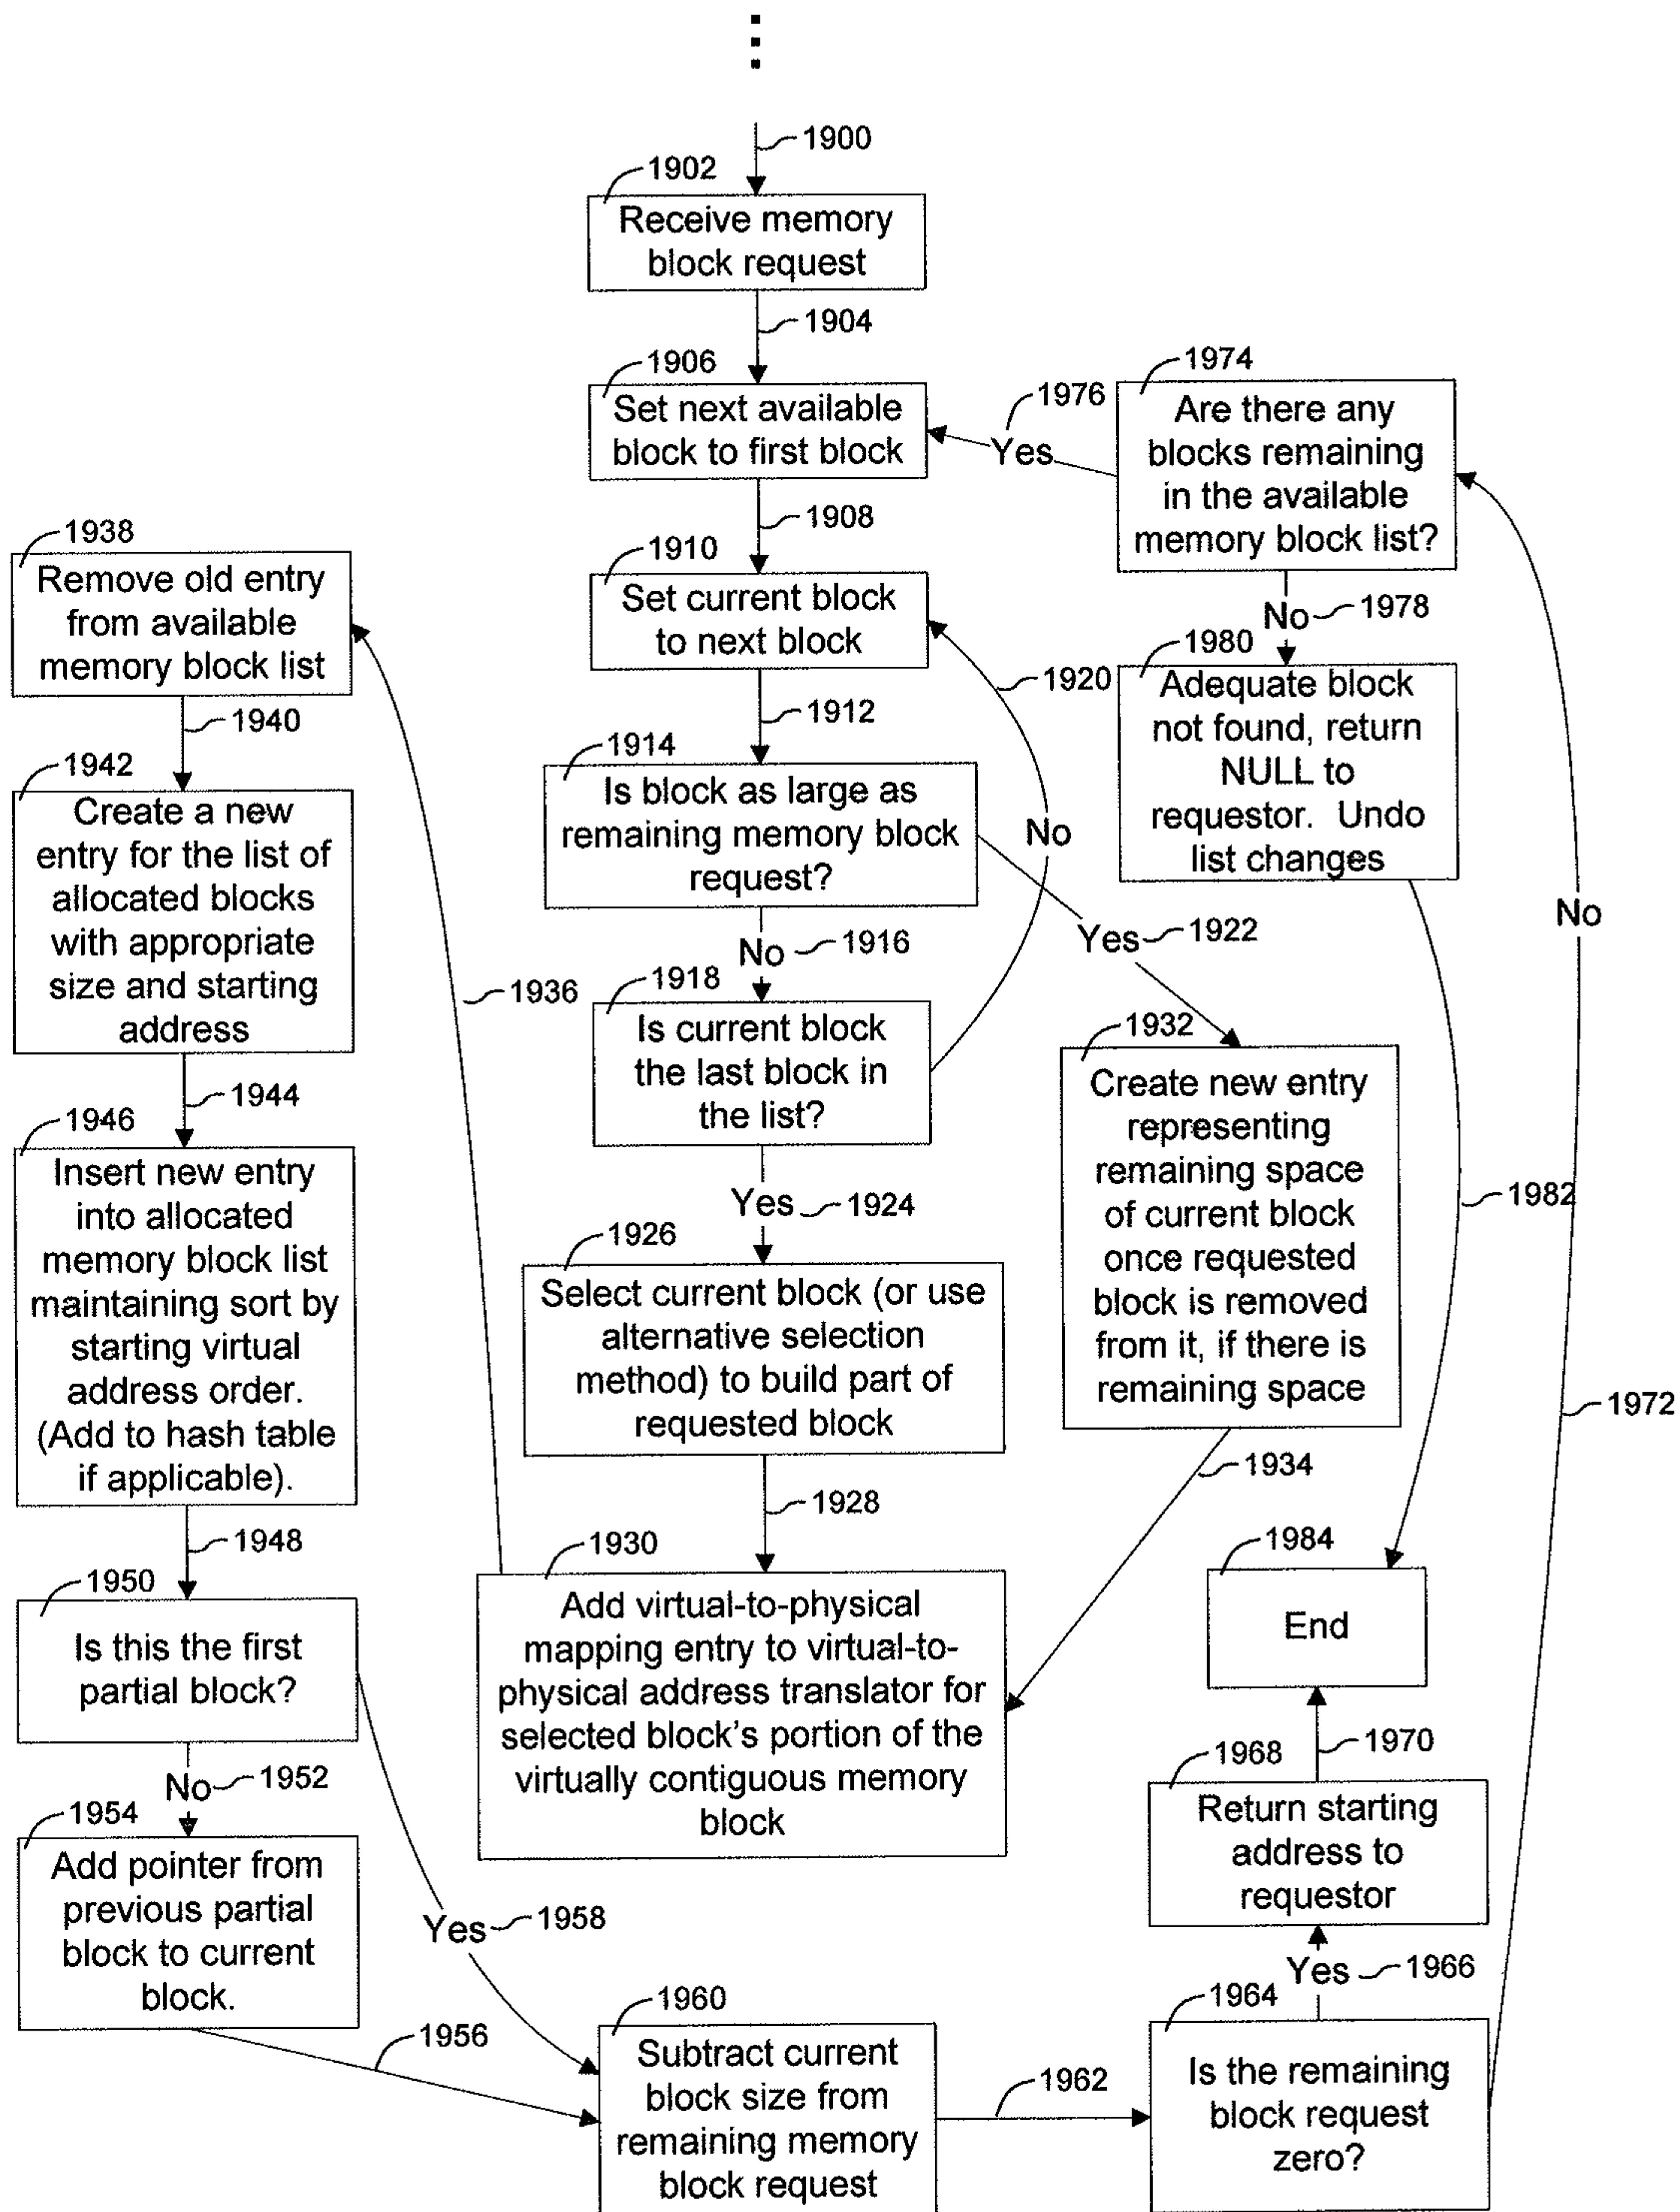 1900
1902
Receive memory
block request
1904
1906
Set next available
block to first block
1908
1910
Set current block
to next block
1912
1914
Is block as large as
remaining memory block
request?
No
1916
1918
Is current block
the last block in
the list?
No
1920
Yes
1922
Yes
1924
1926
Select current block (or use
alternative selection
method) to build part of
requested block
1928
1930
Add virtual-to-physical
mapping entry to virtual-to-
physical address translator for
selected block's portion of the
virtually contiguous memory
block
1932
Create new entry
representing
remaining space
of current block
once requested
block is removed
from it, if there is
remaining space
1934
1936
1938
Remove old entry
from available
memory block list
1940
1942
Create a new
entry for the list of
allocated blocks
with appropriate
size and starting
address
1944
1946
Insert new entry
into allocated
memory block list
maintaining sort by
starting virtual
address order.
(Add to hash table
if applicable).
1948
1950
Is this the first
partial block?
No
1952
1954
Add pointer from
previous partial
block to current
block.
1956
Yes
1958
1960
Subtract current
block size from
remaining memory
block request
1962
1964
Is the remaining
block request
zero?
Yes
1966
1968
Return starting
address to
requestor
1970
No
1972
1974
Are there any
blocks remaining
in the available
memory block list?
1976
Yes
No
1978
1980
Adequate block
not found, return
NULL to
requestor. Undo
list changes
1982
1984
End